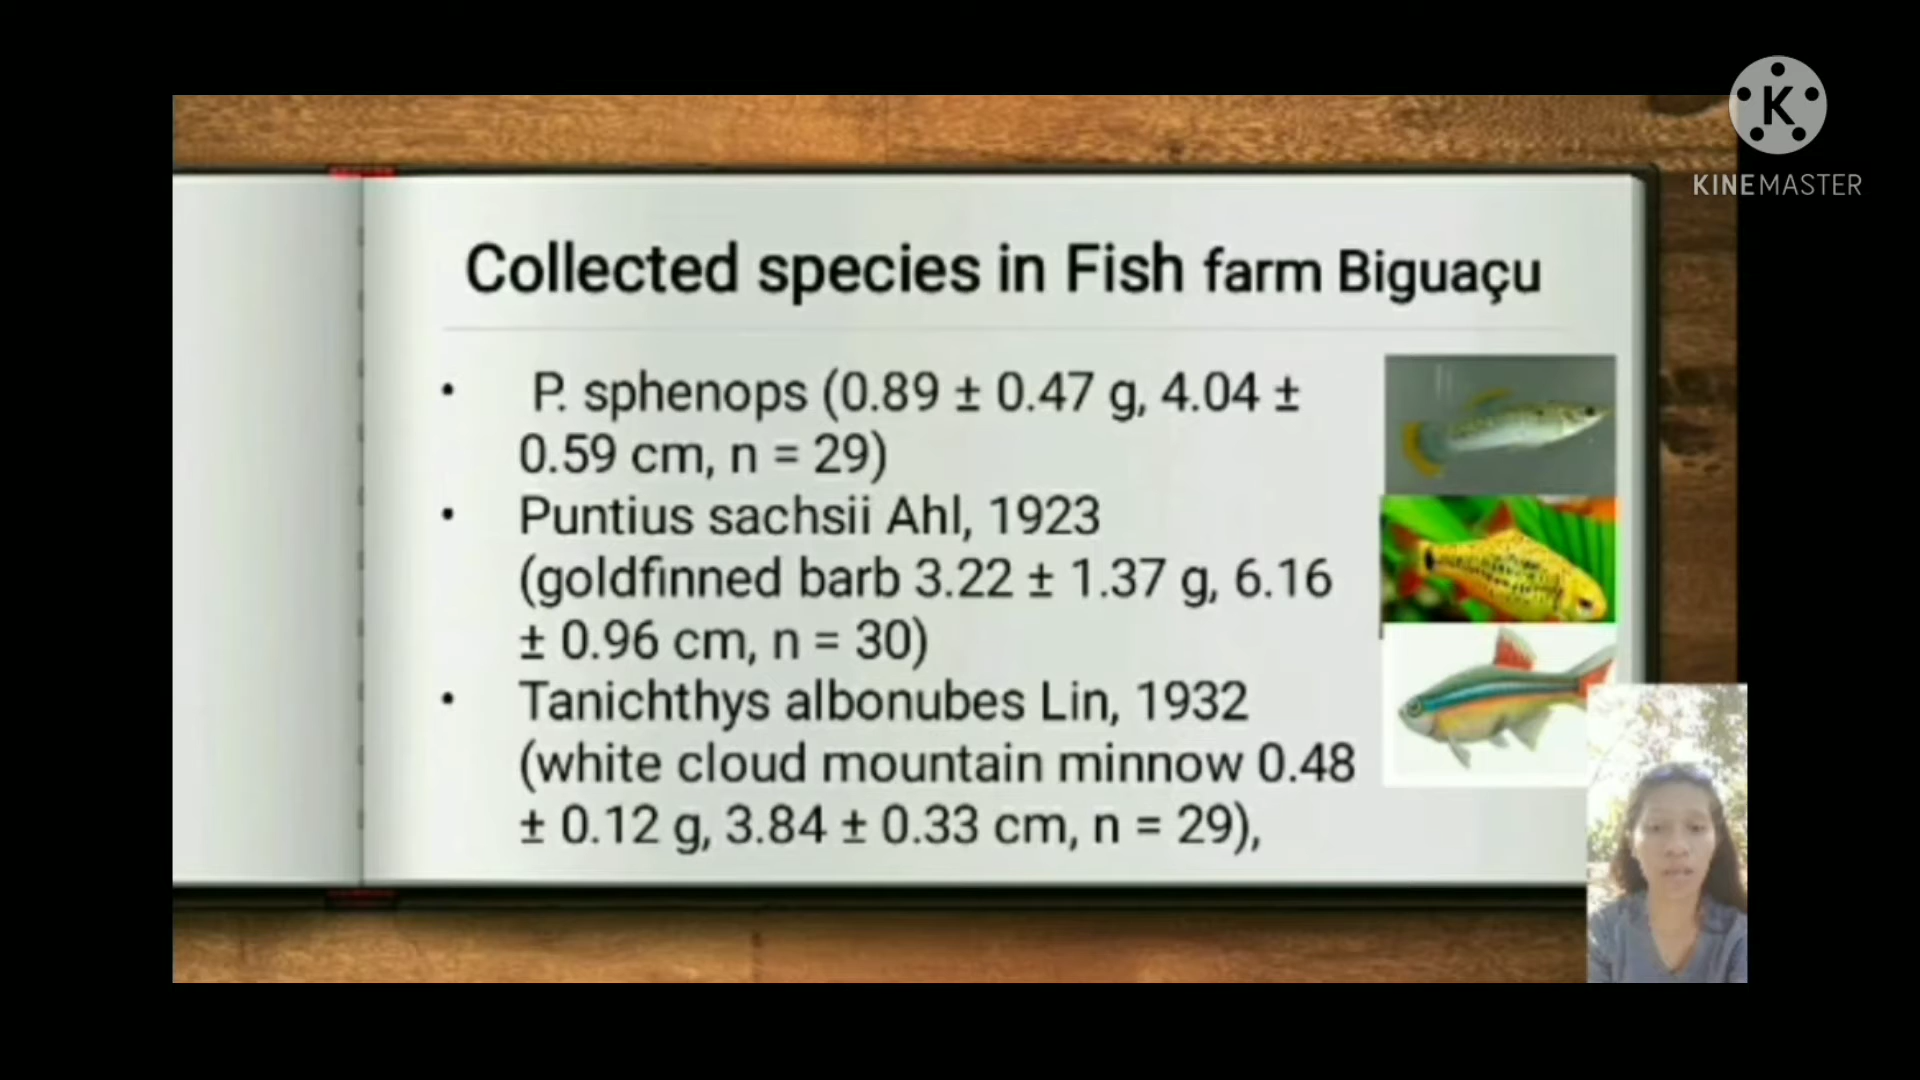 K
KINEMASTER
Collected species in Fish farm Biguaçu
• P. sphenops (0.89 ± 0.47 g, 4.04 ±
0.59 cm, n = 29)
• Puntius sachsii Ahl, 1923
(goldfinned barb 3.22 ± 1.37 g, 6.16
± 0.96 cm, n = 30)
• Tanichthys albonubes Lin, 1932
(white cloud mountain minnow 0.48
± 0.12 g, 3.84 ± 0.33 cm, n = 29),